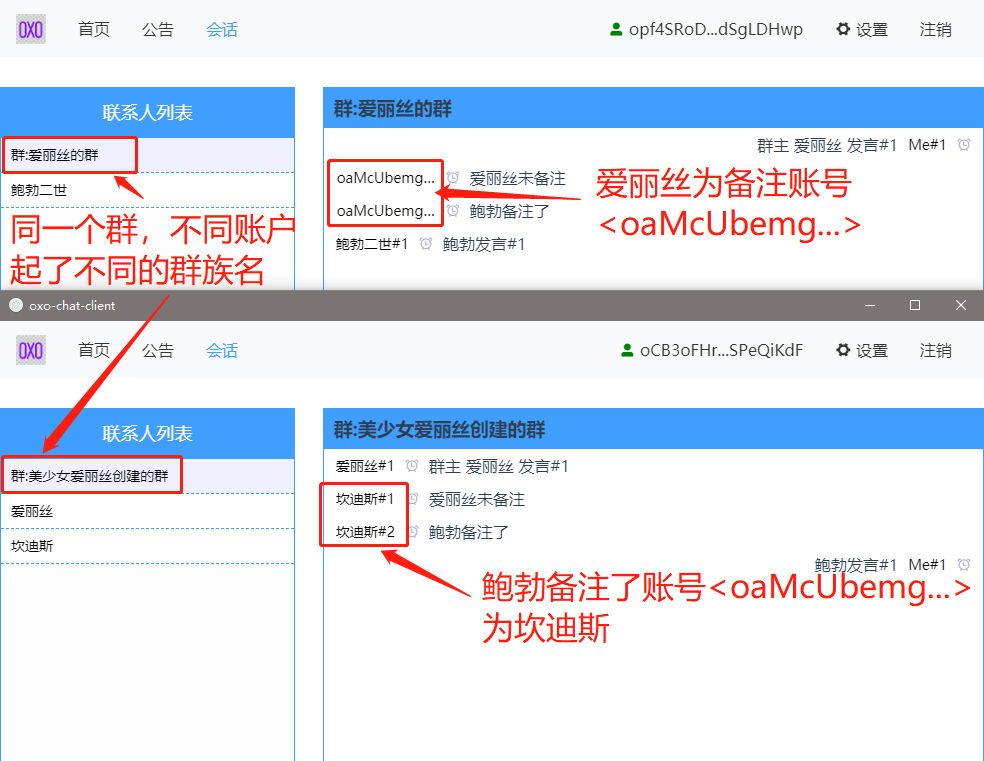 OXO 首页 公告 会话 opf4SRoD...dSgLDHwp 设置 注销
联系人列表
群:爱丽丝的群
鲍勃二世
同一个群，不同账户
起了不同的群族名
群:爱丽丝的群
群主 爱丽丝 发言#1 Me#1
oaMcUbemg... 爱丽丝未备注
oaMcUbemg... 鲍勃备注了
鲍勃二世#1 鲍勃发言#1
爱丽丝为备注账号
<oaMcUbemg...>
oxo-chat-client
OXO 首页 公告 会话 oCB3oFHr...SPeQiKdF 设置 注销
联系人列表
群:美少女爱丽丝创建的群
爱丽丝
坎迪斯
群:美少女爱丽丝创建的群
爱丽丝#1 群主 爱丽丝 发言#1
坎迪斯#1 爱丽丝未备注
坎迪斯#2 鲍勃备注了
鲍勃发言#1 Me#1
鲍勃备注了账号<oaMcUbemg...>
为坎迪斯